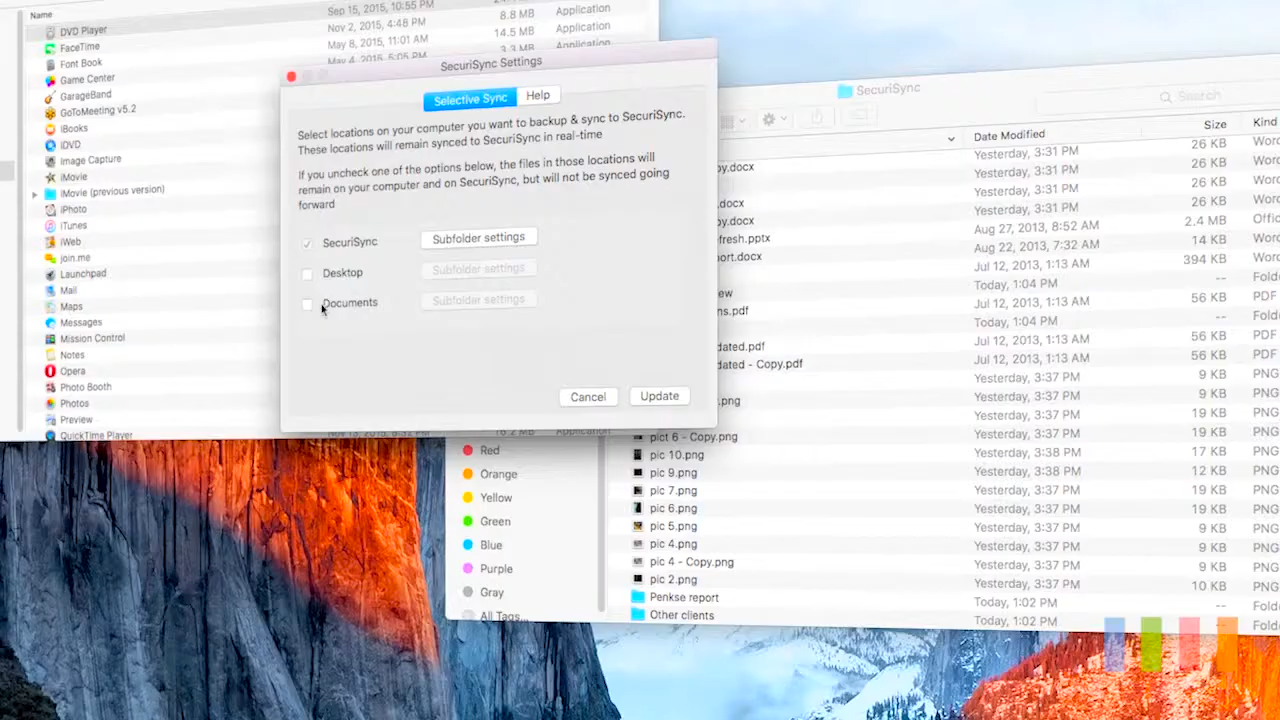 Name
DVD Player
FaceTime
Font Book
Game Center
GarageBand
GoToMeeting v5.2
iBooks
iDVD
Image Capture
iMovie
iMovie (previous version)
iPhoto
iTunes
iWeb
join.me
Launchpad
Mail
Maps
Messages
Mission Control
Notes
Opera
Photo Booth
Photos
Preview
QuickTime Player
Sep 15, 2015, 10:55 PM
Nov 2, 2015, 4:48 PM 8.8 MB Application
May 8, 2015, 11:01 AM 14.5 MB Application
May 4, 2015, 5:05 PM 3.3 MB Application
SecuriSync Settings
Selective Sync Help
Select locations on your computer you want to backup & sync to SecuriSync.
These locations will remain synced to SecuriSync in real-time
If you uncheck one of the options below, the files in those locations will
remain on your computer and on SecuriSync, but will not be synced going
forward
SecuriSync Subfolder settings
Desktop Subfolder settings
Documents Subfolder settings
Cancel Update
SecuriSync
Search
Date Modified Size Kind
py.docx Yesterday, 3:31 PM 26 KB
Yesterday, 3:31 PM 26 KB
.docx Yesterday, 3:31 PM 26 KB
py.docx Yesterday, 3:31 PM 26 KB
efresh.pptx Aug 27, 2013, 8:52 AM 2.4 MB
port.docx Aug 22, 2013, 7:32 AM 14 KB
Jul 12, 2013, 1:13 AM 394 KB
ew Today, 1:04 PM --
ns.pdf Jul 12, 2013, 1:13 AM 56 KB PDF
Today, 1:04 PM --
dated.pdf Jul 12, 2013, 1:13 AM 56 KB PDF
dated - Copy.pdf Jul 12, 2013, 1:13 AM 56 KB PDF
Yesterday, 3:37 PM 9 KB PNG
.png Yesterday, 3:37 PM 9 KB PNG
Yesterday, 3:37 PM 19 KB PNG
pict 6 - Copy.png Yesterday, 3:37 PM 19 KB PNG
pic 10.png Yesterday, 3:38 PM 17 KB PNG
pic 9.png Yesterday, 3:38 PM 12 KB PNG
pic 7.png Yesterday, 3:37 PM 19 KB PNG
pic 6.png Yesterday, 3:37 PM 19 KB PNG
pic 5.png Yesterday, 3:37 PM 9 KB PNG
pic 4.png Yesterday, 3:37 PM 19 KB PNG
pic 4 - Copy.png Yesterday, 3:37 PM 9 KB PNG
pic 2.png Yesterday, 3:37 PM 10 KB PNG
Penkse report Today, 1:02 PM --
Other clients Today, 1:02 PM --
Red
Orange
Yellow
Green
Blue
Purple
Gray
All Tags...